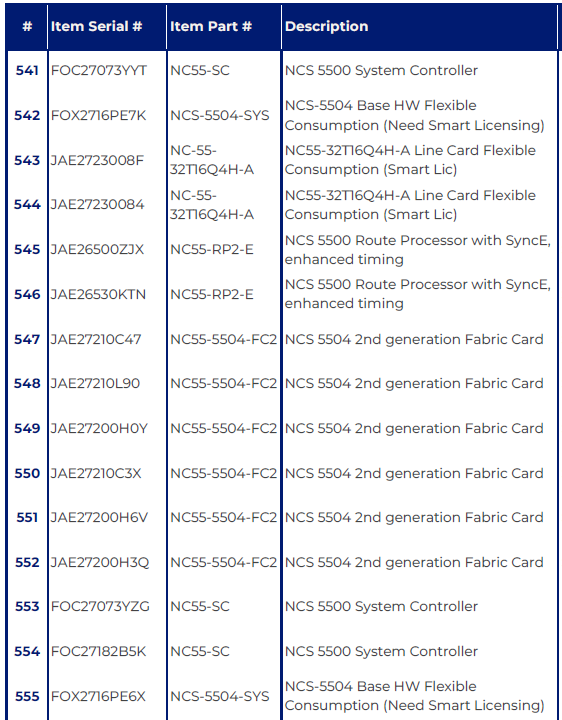 # Item Serial # Item Part # Description
541 FOC27073YYT NC55-SC NCS 5500 System Controller
542 FOX2716PE7K NCS-5504-SYS NCS-5504 Base HW Flexible
Consumption (Need Smart Licensing)
543 JAE2723008F NC-55- NC55-32T16Q4H-A Line Card Flexible
32T16Q4H-A Consumption (Smart Lic)
544 JAE27230084 NC-55- NC55-32T16Q4H-A Line Card Flexible
32T16Q4H-A Consumption (Smart Lic)
545 JAE26500ZJX NC55-RP2-E NCS 5500 Route Processor with SyncE,
enhanced timing
546 JAE26530KTN NC55-RP2-E NCS 5500 Route Processor with SyncE,
enhanced timing
547 JAE27210C47 NC55-5504-FC2 NCS 5504 2nd generation Fabric Card
548 JAE27210L90 NC55-5504-FC2 NCS 5504 2nd generation Fabric Card
549 JAE27200H0Y NC55-5504-FC2 NCS 5504 2nd generation Fabric Card
550 JAE27210C3X NC55-5504-FC2 NCS 5504 2nd generation Fabric Card
551 JAE27200H6V NC55-5504-FC2 NCS 5504 2nd generation Fabric Card
552 JAE27200H3Q NC55-5504-FC2 NCS 5504 2nd generation Fabric Card
553 FOC27073YZG NC55-SC NCS 5500 System Controller
554 FOC27182B5K NC55-SC NCS 5500 System Controller
555 FOX2716PE6X NCS-5504-SYS NCS-5504 Base HW Flexible
Consumption (Need Smart Licensing)